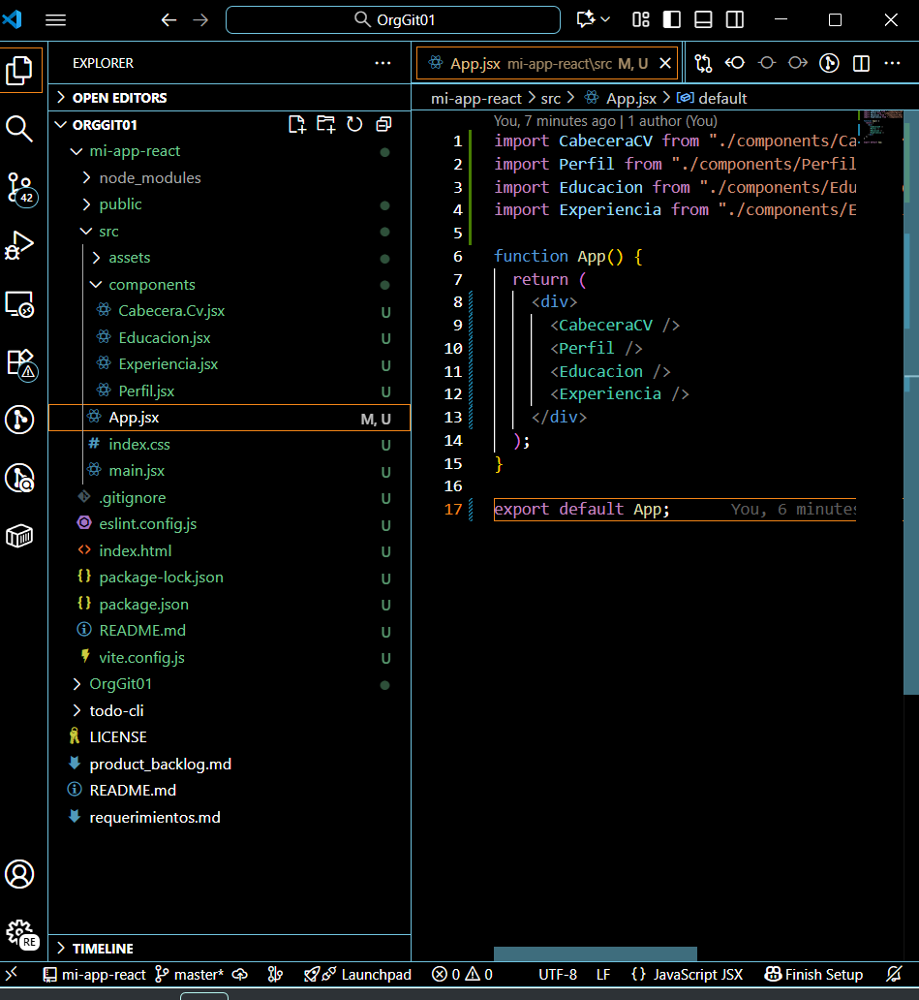 OrgGit01
EXPLORER
OPEN EDITORS
ORGGIT01
mi-app-react
node_modules
public
src
assets
components
Cabecera.Cv.jsx U
Educacion.jsx U
Experiencia.jsx U
Perfil.jsx U
App.jsx M, U
# index.css U
main.jsx U
.gitignore U
eslint.config.js U
<> index.html U
{} package-lock.json U
{} package.json U
README.md U
vite.config.js U
OrgGit01
todo-cli
LICENSE
product_backlog.md
README.md
requerimientos.md
TIMELINE
42
RE
App.jsx mi-app-react\src M, U
mi-app-react > src > App.jsx > default
You, 7 minutes ago | 1 author (You)
1 import CabeceraCV from "./components/Ca
2 import Perfil from "./components/Perfil
3 import Educacion from "./components/Edu
4 import Experiencia from "./components/E
5
6 function App() {
7 return (
8 <div>
9 <CabeceraCV />
10 <Perfil />
11 <Educacion />
12 <Experiencia />
13 </div>
14 );
15 }
16
17 export default App; You, 6 minutes
mi-app-react master* Launchpad 0 0 UTF-8 LF {} JavaScript JSX Finish Setup